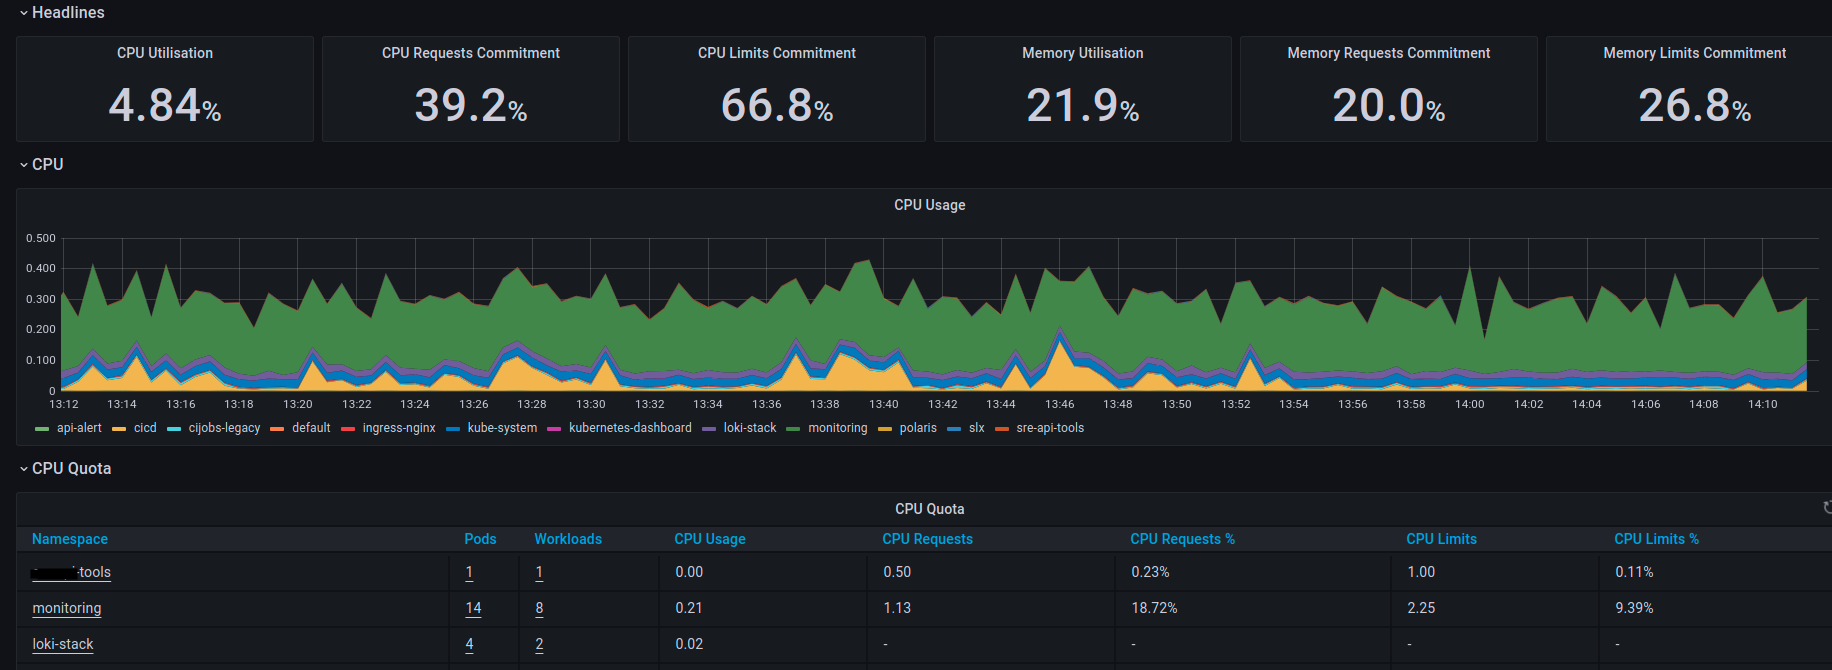 Headlines
CPU Utilisation CPU Requests Commitment CPU Limits Commitment Memory Utilisation Memory Requests Commitment Memory Limits Commitment
4.84% 39.2% 66.8% 21.9% 20.0% 26.8%
CPU
CPU Usage
0.500
0.400
0.300
0.200
0.100
0
13:12 13:14 13:16 13:18 13:20 13:22 13:24 13:26 13:28 13:30 13:32 13:34 13:36 13:38 13:40 13:42 13:44 13:46 13:48 13:50 13:52 13:54 13:56 13:58 14:00 14:02 14:04 14:06 14:08 14:10
api-alert cicd cijobs-legacy default ingress-nginx kube-system kubernetes-dashboard loki-stack monitoring polaris slx sre-api-tools
CPU Quota
CPU Quota
Namespace Pods Workloads CPU Usage CPU Requests CPU Requests % CPU Limits CPU Limits %
-tools 1 1 0.00 0.50 0.23% 1.00 0.11%
monitoring 14 8 0.21 1.13 18.72% 2.25 9.39%
loki-stack 4 2 0.02 - - - -